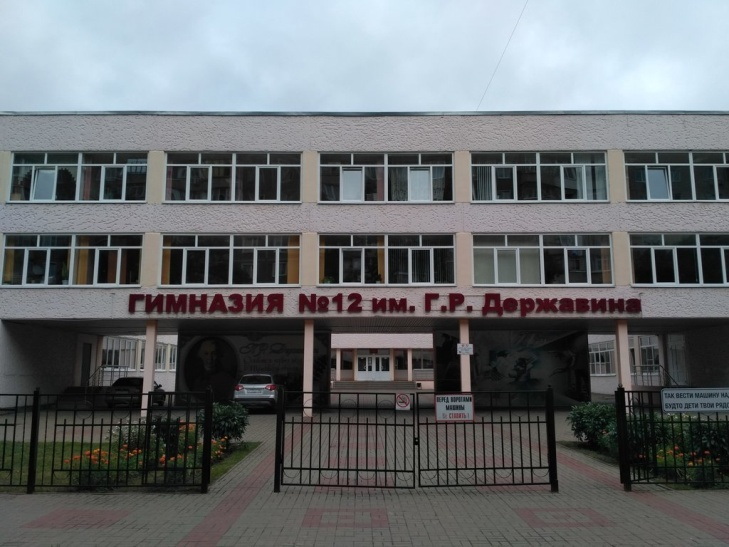 ГИМНАЗИЯ №12 им. Г.Р. Державина
ПЕРЕД ВОРОТАМИ
МАШИНЫ
НЕ СТАВИТЬ!
ТАК ВЕСТИ МАШИНУ НА
БУДТО ДЕТИ ТВОИ РЯД